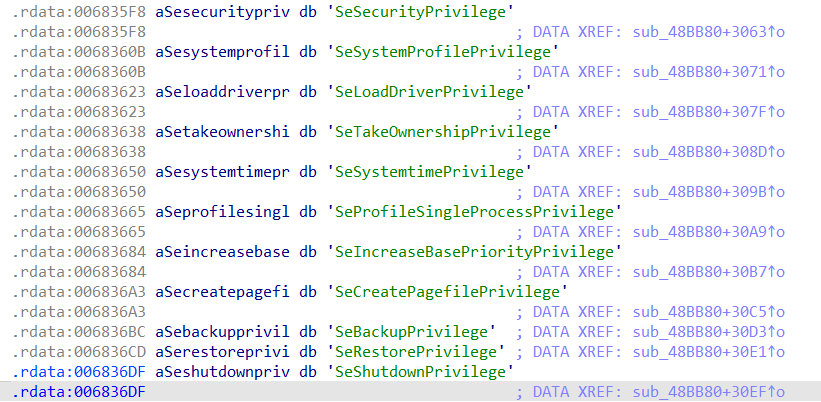 .rdata:006835F8 aSesecuritypriv db 'SeSecurityPrivilege'
.rdata:006835F8 ; DATA XREF: sub_48BB80+3063↑o
.rdata:0068360B aSesystemprofil db 'SeSystemProfilePrivilege'
.rdata:0068360B ; DATA XREF: sub_48BB80+3071↑o
.rdata:00683623 aSeloaddriverpr db 'SeLoadDriverPrivilege'
.rdata:00683623 ; DATA XREF: sub_48BB80+307F↑o
.rdata:00683638 aSetakeownershi db 'SeTakeOwnershipPrivilege'
.rdata:00683638 ; DATA XREF: sub_48BB80+308D↑o
.rdata:00683650 aSesystemtimepr db 'SeSystemtimePrivilege'
.rdata:00683650 ; DATA XREF: sub_48BB80+309B↑o
.rdata:00683665 aSeprofilesingl db 'SeProfileSingleProcessPrivilege'
.rdata:00683665 ; DATA XREF: sub_48BB80+30A9↑o
.rdata:00683684 aSeincreasebase db 'SeIncreaseBasePriorityPrivilege'
.rdata:00683684 ; DATA XREF: sub_48BB80+30B7↑o
.rdata:006836A3 aSecreatepagefi db 'SeCreatePagefilePrivilege'
.rdata:006836A3 ; DATA XREF: sub_48BB80+30C5↑o
.rdata:006836BC aSebackupprivil db 'SeBackupPrivilege' ; DATA XREF: sub_48BB80+30D3↑o
.rdata:006836CD aSerestoreprivi db 'SeRestorePrivilege' ; DATA XREF: sub_48BB80+30E1↑o
.rdata:006836DF aSeshutdownpriv db 'SeShutdownPrivilege'
.rdata:006836DF ; DATA XREF: sub_48BB80+30EF↑o